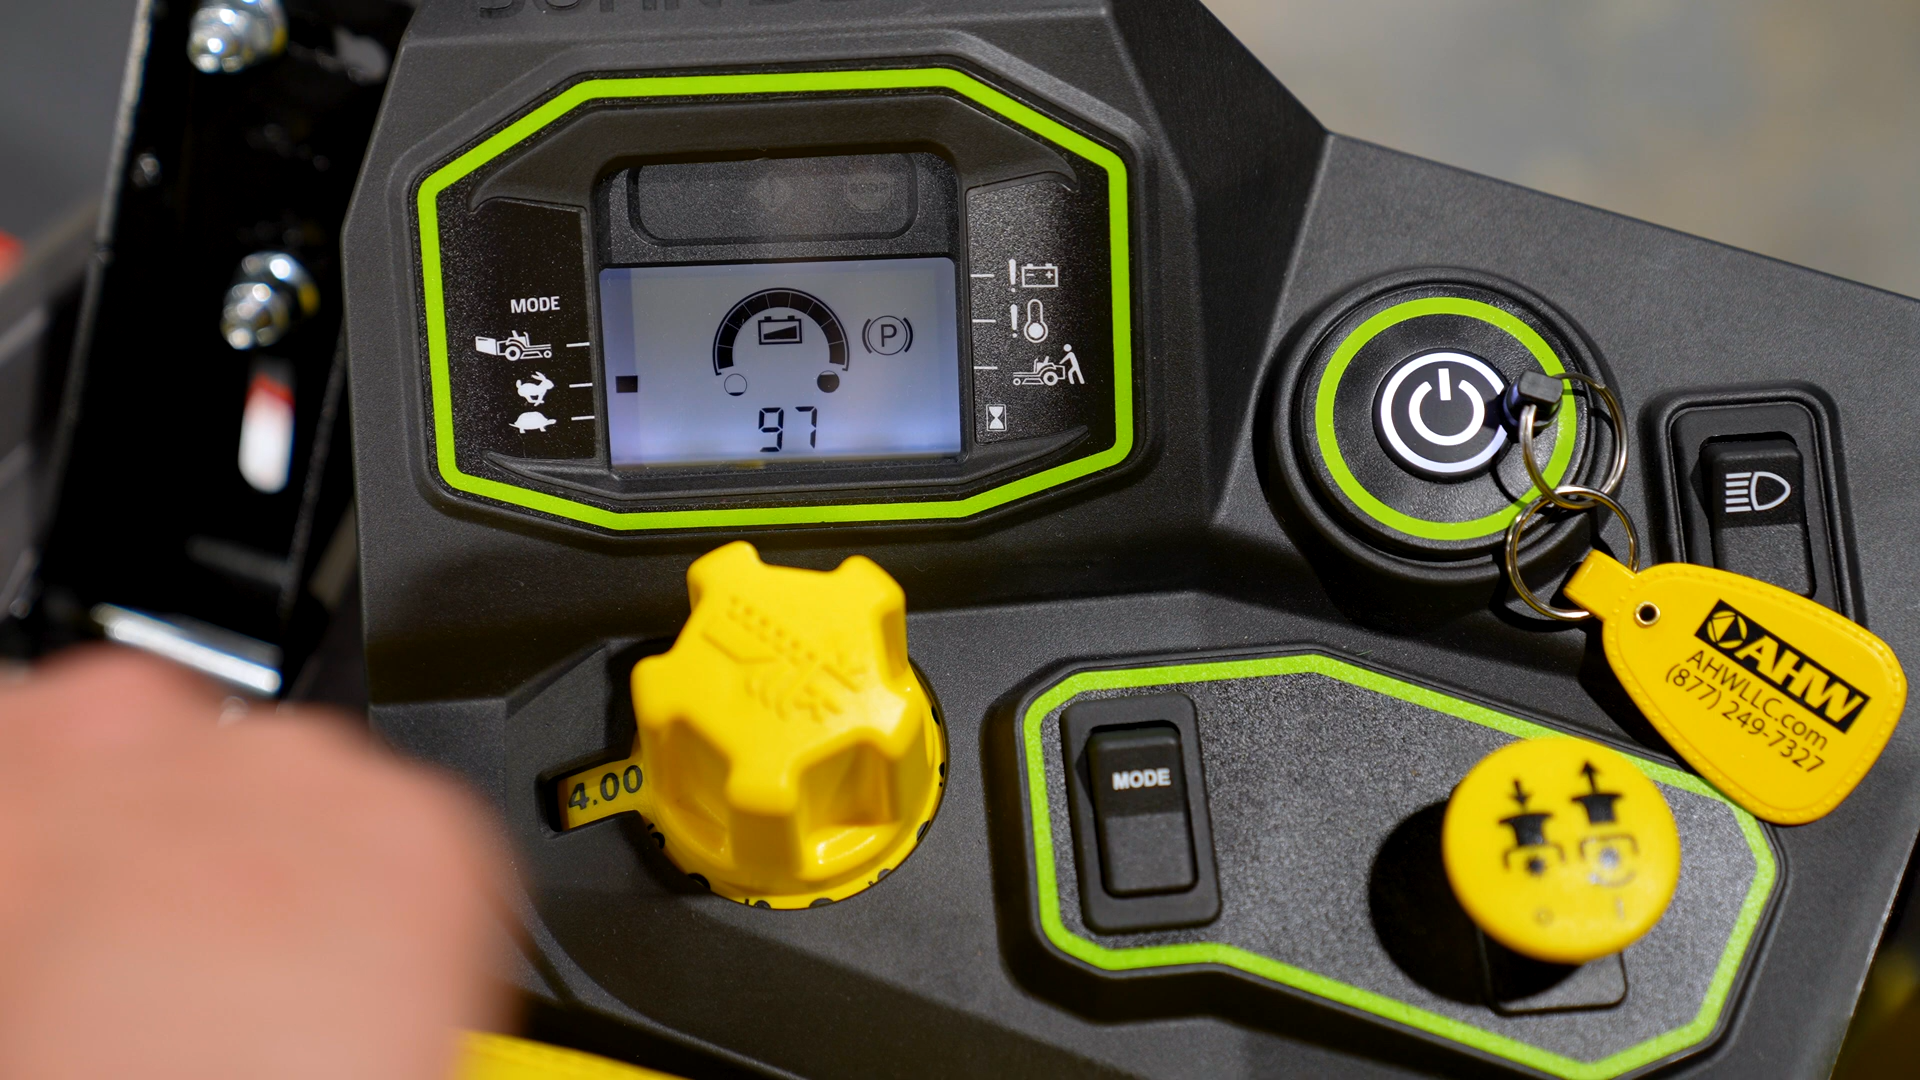 MODE
P
97
4.00
MODE
AHW
AHWLLC.com
(877) 249-7327